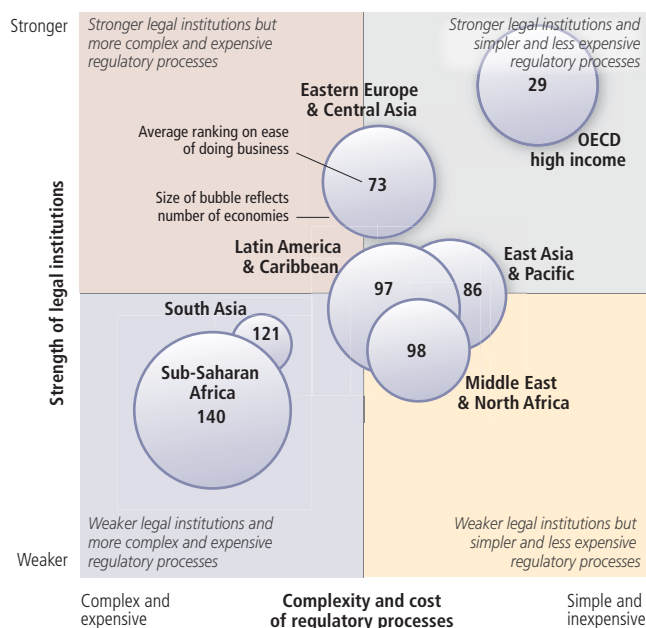 Stronger
Stronger legal institutions but
more complex and expensive
regulatory processes
Stronger legal institutions and
simpler and less expensive
regulatory processes
29
OECD
high income
Eastern Europe
& Central Asia
Average ranking on ease
of doing business
73
Size of bubble reflects
number of economies
Latin America
& Caribbean
97
East Asia
& Pacific
86
South Asia
121
98
Middle East
& North Africa
Sub-Saharan
Africa
140
Strength of legal institutions
Weaker legal institutions and
more complex and expensive
regulatory processes
Weaker legal institutions but
simpler and less expensive
regulatory processes
Weaker
Complex and
expensive
Complexity and cost
of regulatory processes
Simple and
inexpensive